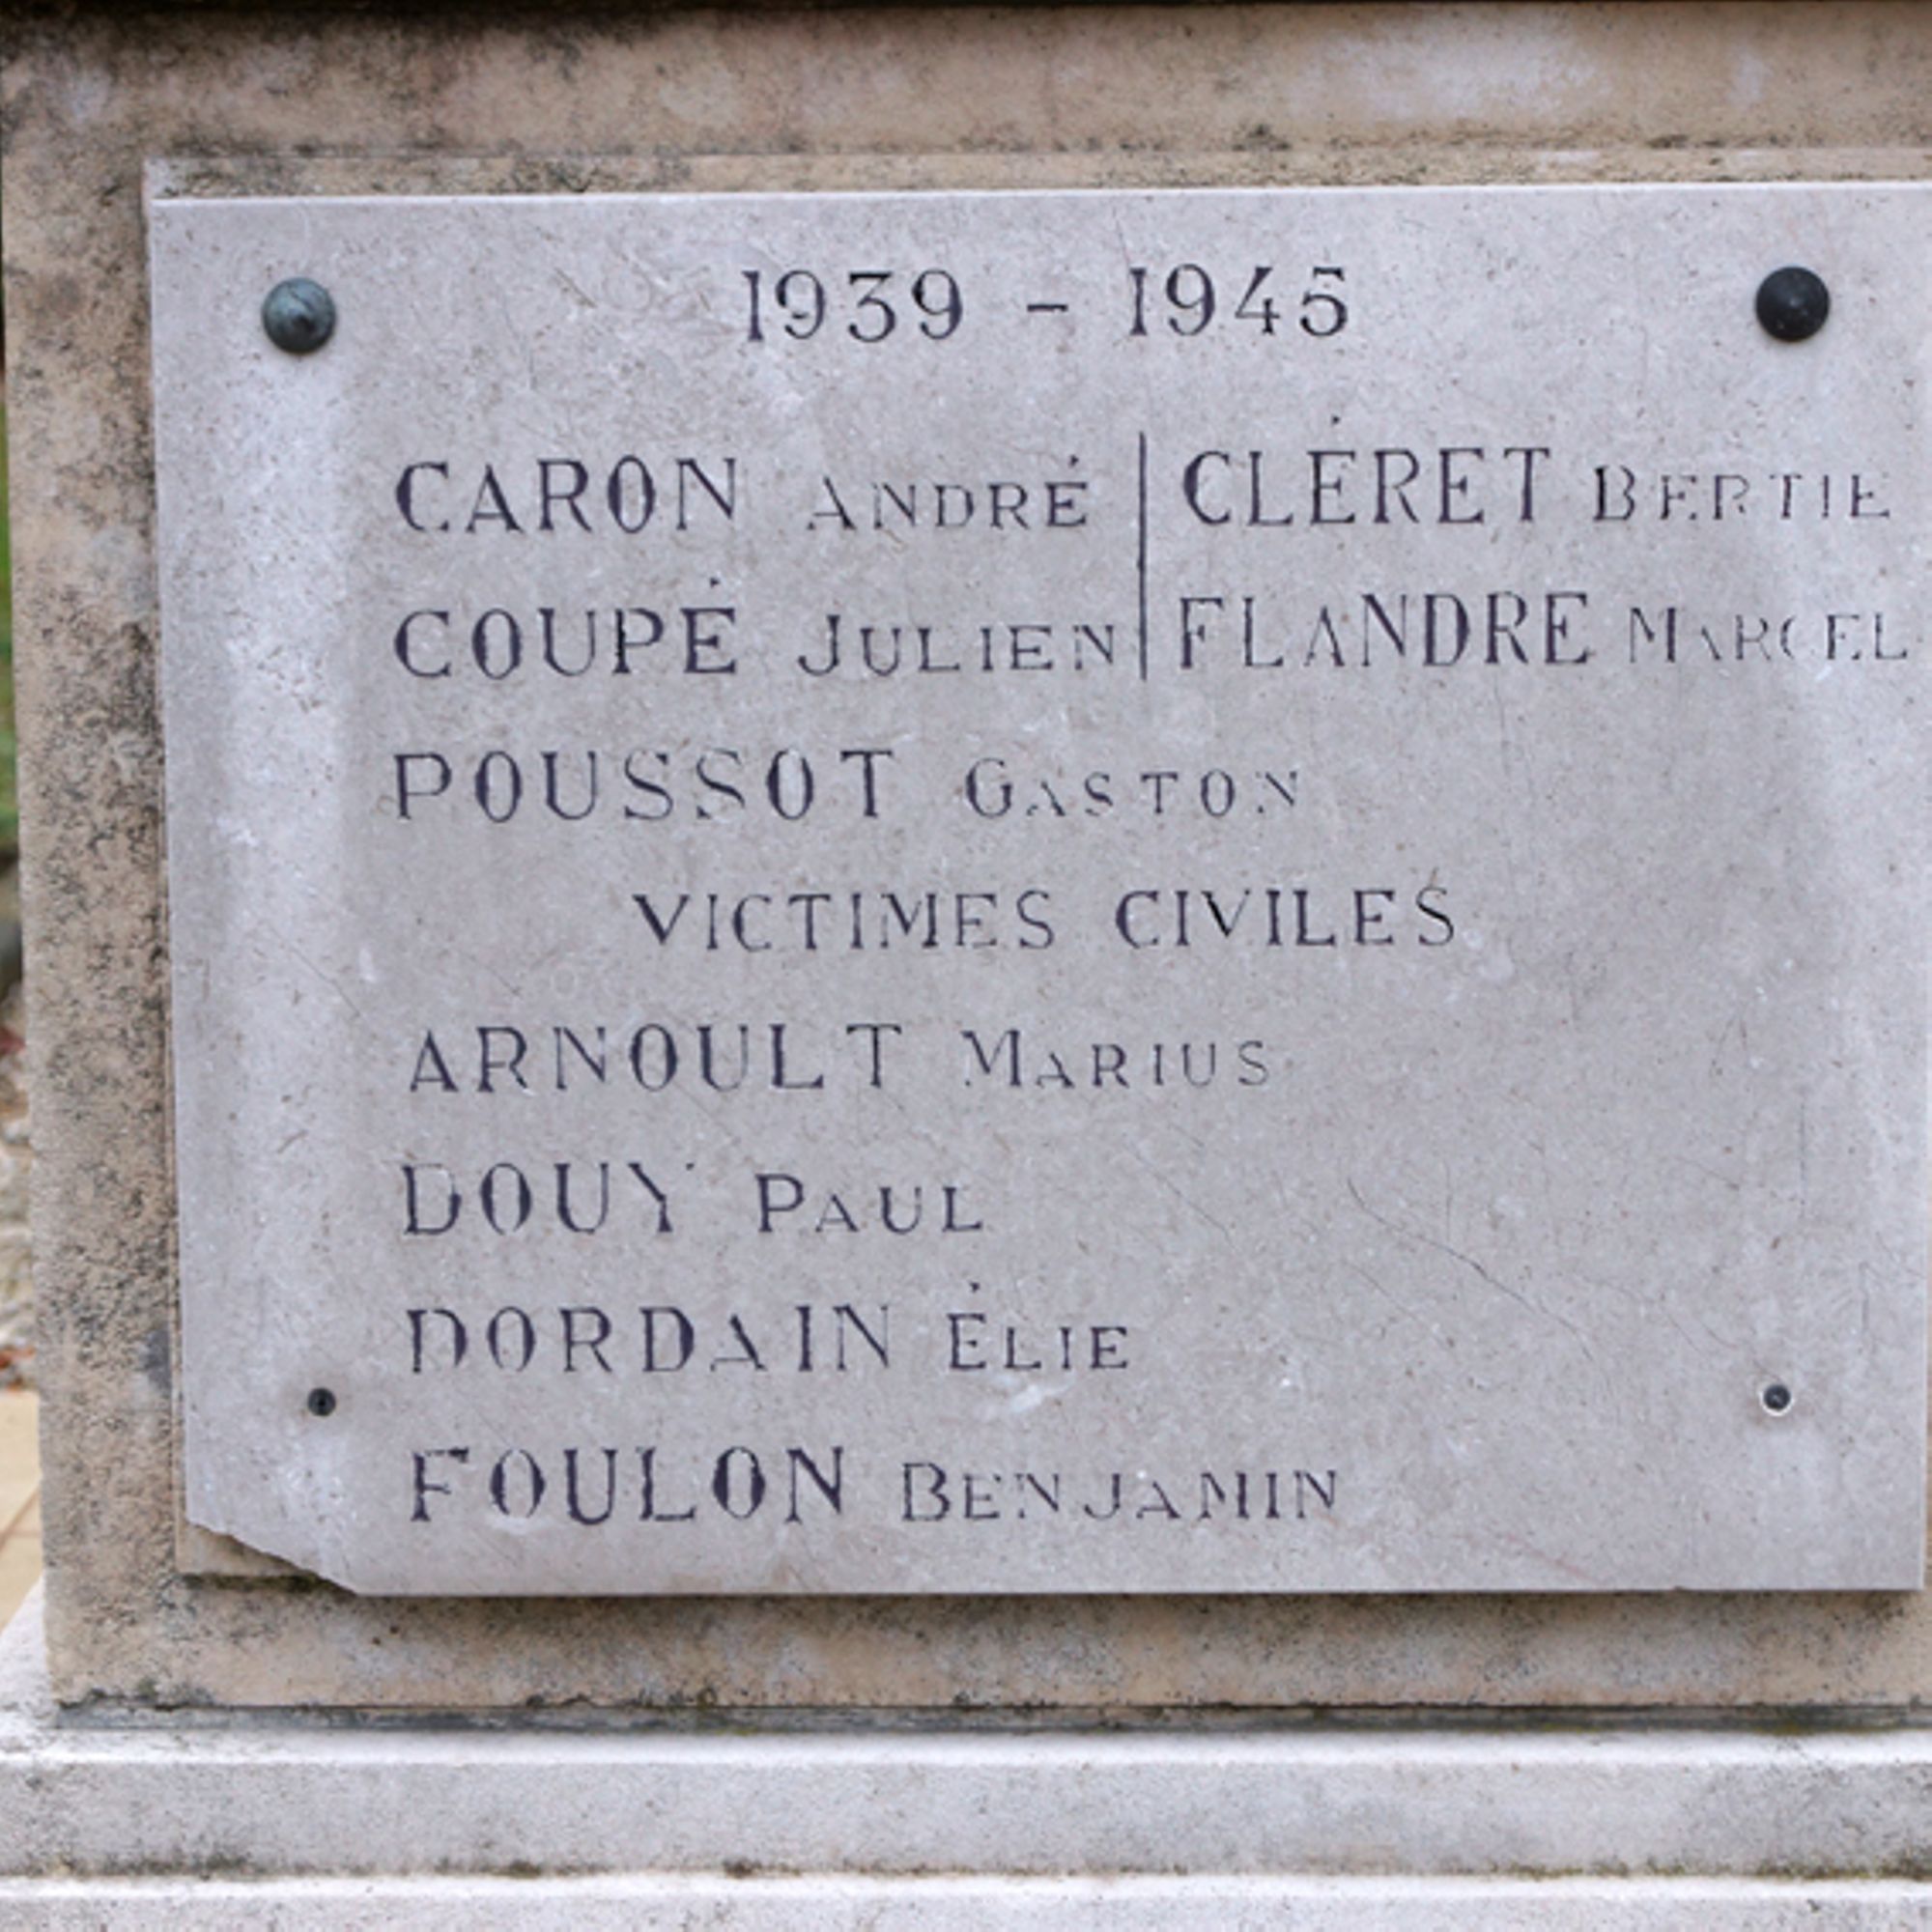 1939 - 1945
CARON ANDRÉ | CLÉRET BERTIE
COUPÉ JULIEN | FLANDRE MARCEL
POUSSOT GASTON
VICTIMES CIVILES
ARNOULT MARIUS
DOUY PAUL
DORDAIN ÉLIE
FOULON BENJAMIN